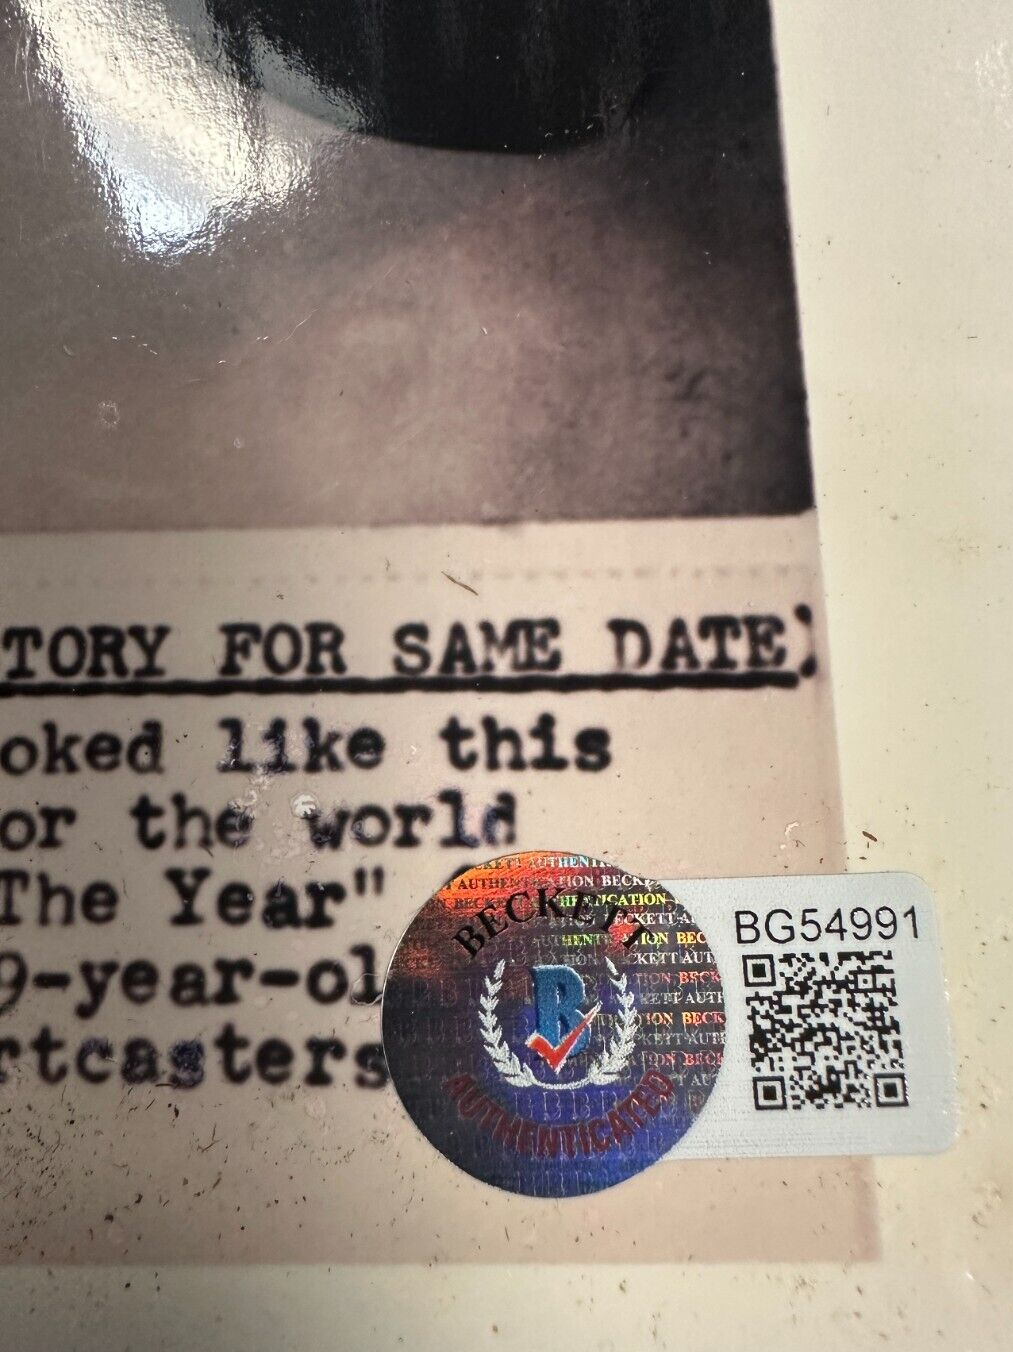 TORY FOR SAME DATE)
oked like this
or the world
The Year"
9-year-ol
rtcasters
BECKETT
AUTHENTICATED
B
BG54991